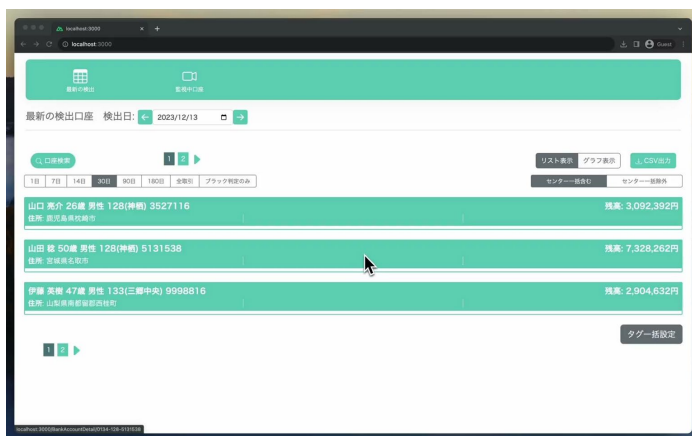 localhost:3000
localhost:3000
Guest
最新の検出
監視中口座
最新の検出口座 検出日: 2023/12/13
口座検索
1 2
リスト表示 グラフ表示 CSV出力
1日 7日 14日 30日 90日 180日 全取引 ブラック判定のみ
センター一括含む センター一括除外
山口 亮介 26歳 男性 128(神栖) 3527116 残高: 3,092,392円
住所: 鹿児島県枕崎市
山田 稔 50歳 男性 128(神栖) 5131538 残高: 7,328,262円
住所: 宮城県名取市
伊藤 英樹 47歳 男性 133(三郷中央) 9998816 残高: 2,904,632円
住所: 山梨県南都留郡西桂町
タグ一括設定
1 2
localhost:3000/BankAccountDetail/0134-128-5131538